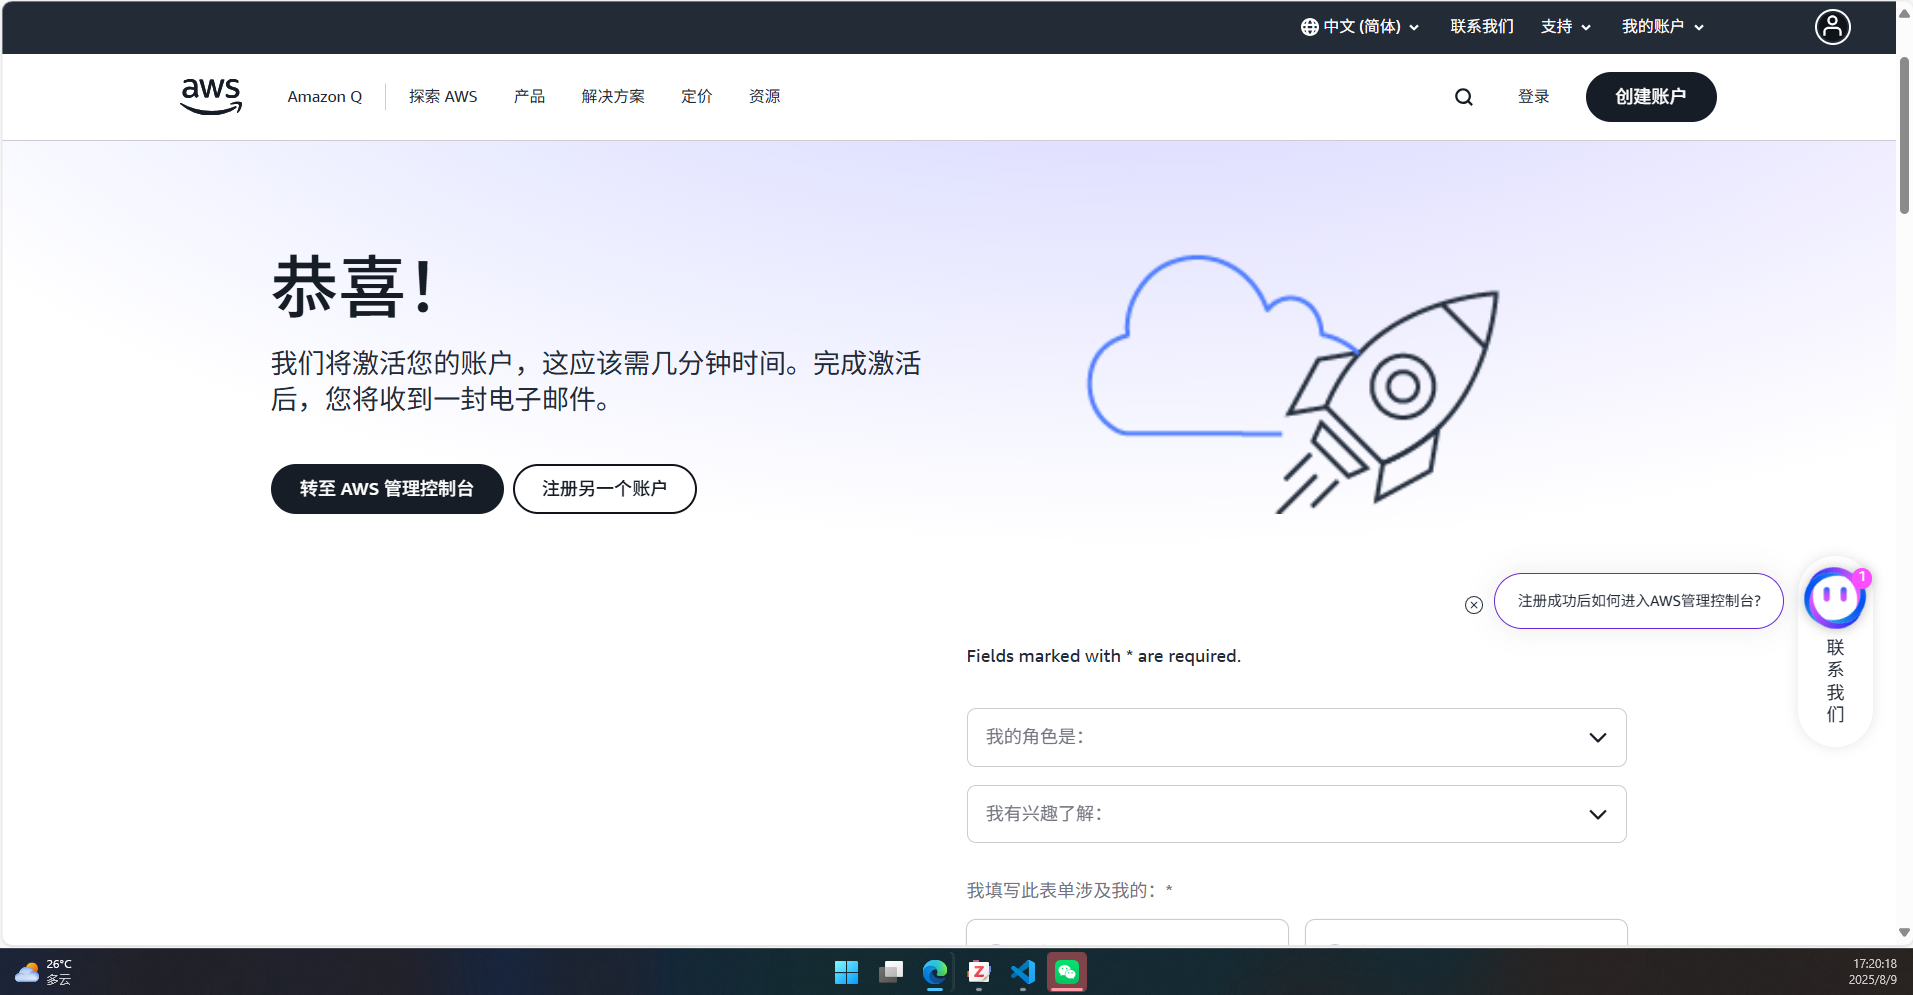 中文 (简体)
联系我们
支持
我的账户
aws
Amazon Q
探索 AWS
产品
解决方案
定价
资源
登录
创建账户
恭喜！
我们将激活您的账户，这应该需几分钟时间。完成激活
后，您将收到一封电子邮件。
转至 AWS 管理控制台
注册另一个账户
注册成功后如何进入AWS管理控制台?
1
联
系
我
们
Fields marked with * are required.
我的角色是：
我有兴趣了解：
我填写此表单涉及我的：*
26°C
多云
Z
17:20:18
2025/8/9